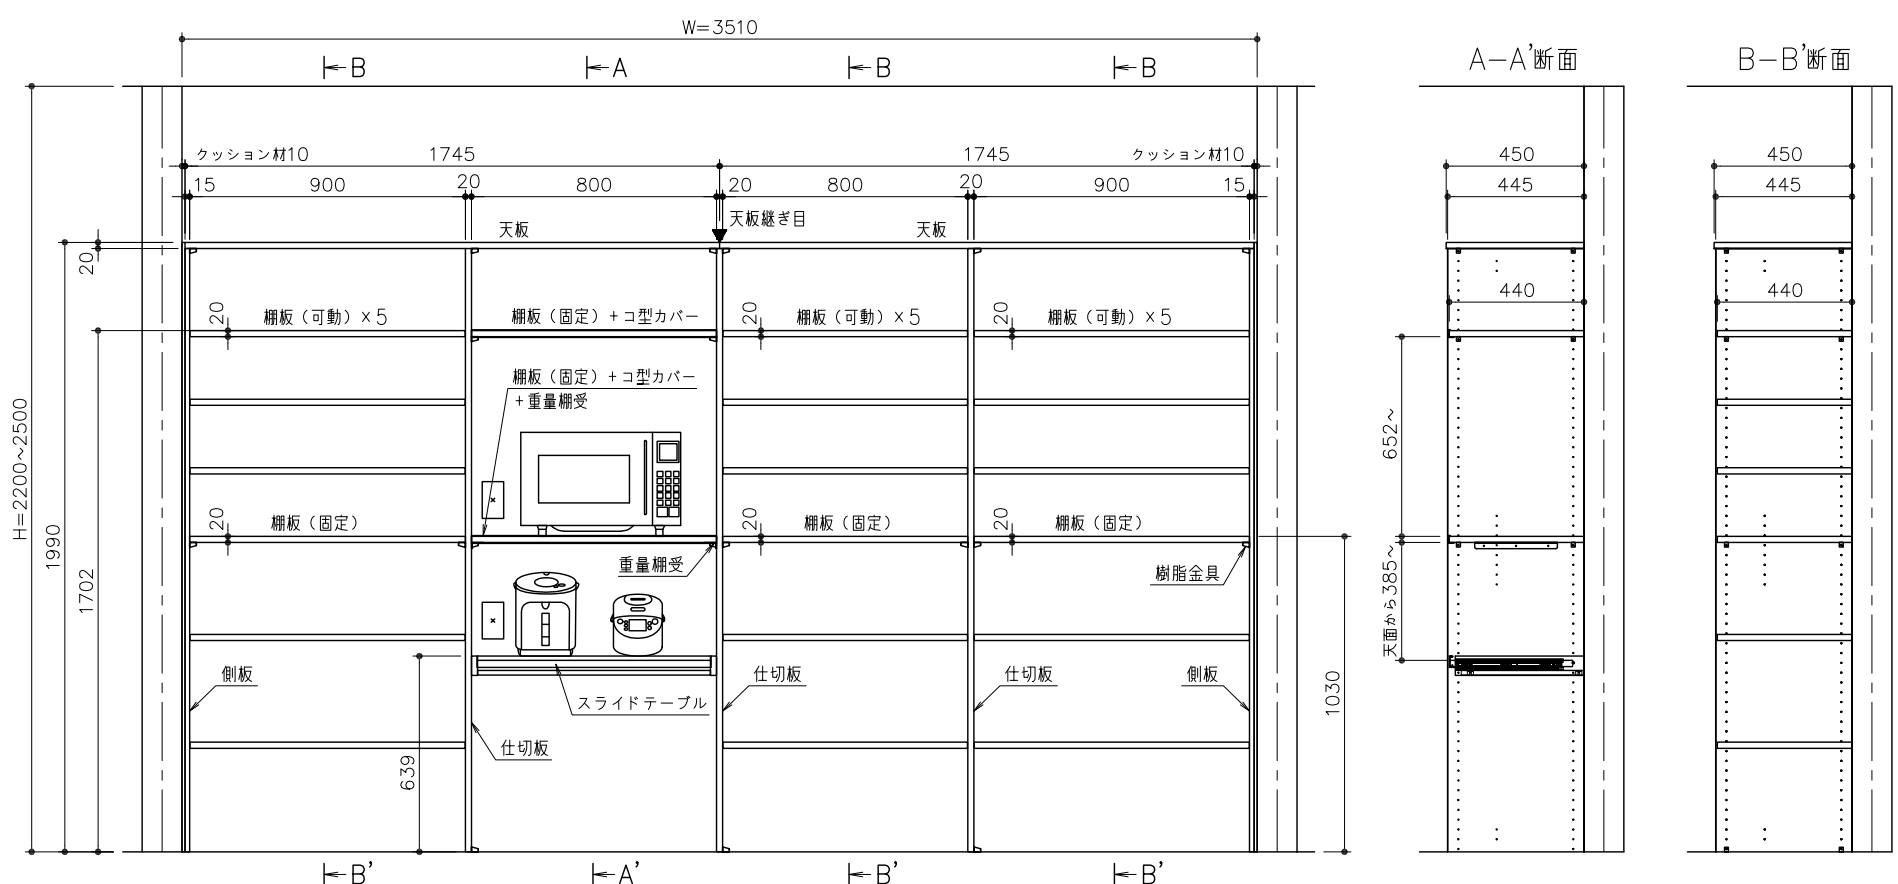 W=3510
B
A
B
B
A-A'断面
B-B'断面
クッション材10
1745
1745
クッション材10
450
450
15
900
20
800
20
800
20
900
15
445
445
天板
天板継ぎ目
天板
20
440
440
20
棚板（可動）×5
棚板（固定）+コ型カバー
20
棚板（可動）×5
20
棚板（可動）×5
棚板（固定）+コ型カバー
+重量棚受
H=2200~2500
1990
1702
652~
20
棚板（固定）
20
棚板（固定）
20
棚板（固定）
重量棚受
樹脂金具
天面から385~
側板
スライドテーブル
仕切板
仕切板
側板
仕切板
639
1030
B'
A'
B'
B'